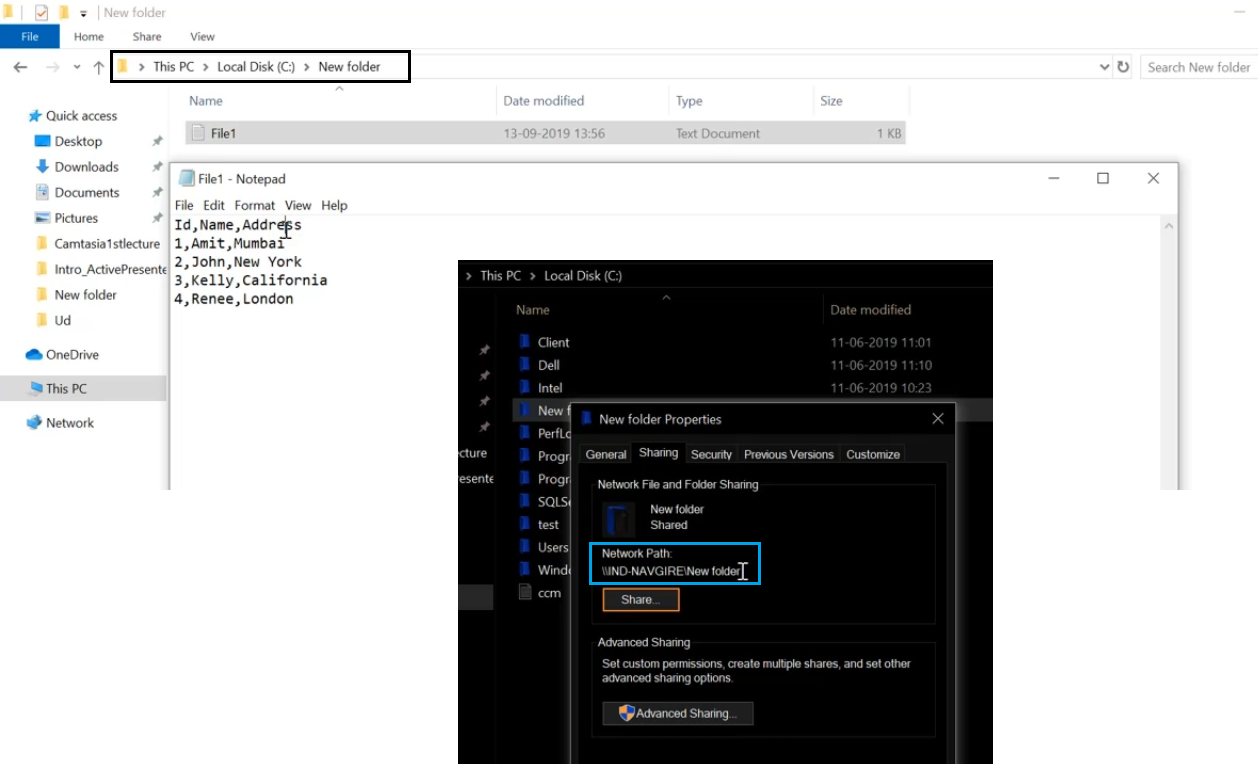 New folder
File Home Share View
This PC Local Disk (C:) New folder
Search New folder
Name Date modified Type Size
Quick access
File1 13-09-2019 13:56 Text Document 1 KB
Desktop
Downloads
Documents
Pictures
Camtasia1stlecture
Intro_ActivePresente
New folder
Ud
OneDrive
This PC
Network
File1 - Notepad
File Edit Format View Help
Id,Name,Address
1,Amit,Mumbai
2,John,New York
3,Kelly,California
4,Renee,London
This PC Local Disk (C:)
Name Date modified
Client 11-06-2019 11:01
Dell 11-06-2019 11:10
Intel 11-06-2019 10:23
New f
PerfLo
cture Progr
esente Progr
SQLSe
test
Users
Windo
ccm
New folder Properties
General Sharing Security Previous Versions Customize
Network File and Folder Sharing
New folder
Shared
Network Path:
\\IND-NAVGIRE\New folder
Share...
Advanced Sharing
Set custom permissions, create multiple shares, and set other
advanced sharing options.
Advanced Sharing...